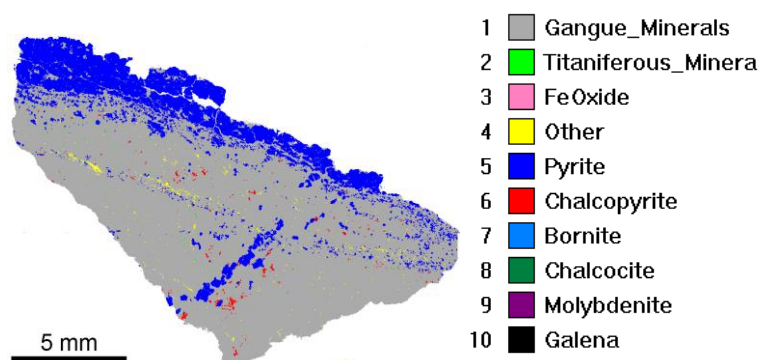 1 Gangue_Minerals
2 Titaniferous_Minera
3 FeOxide
4 Other
5 Pyrite
6 Chalcopyrite
7 Bornite
8 Chalcocite
9 Molybdenite
10 Galena
5 mm